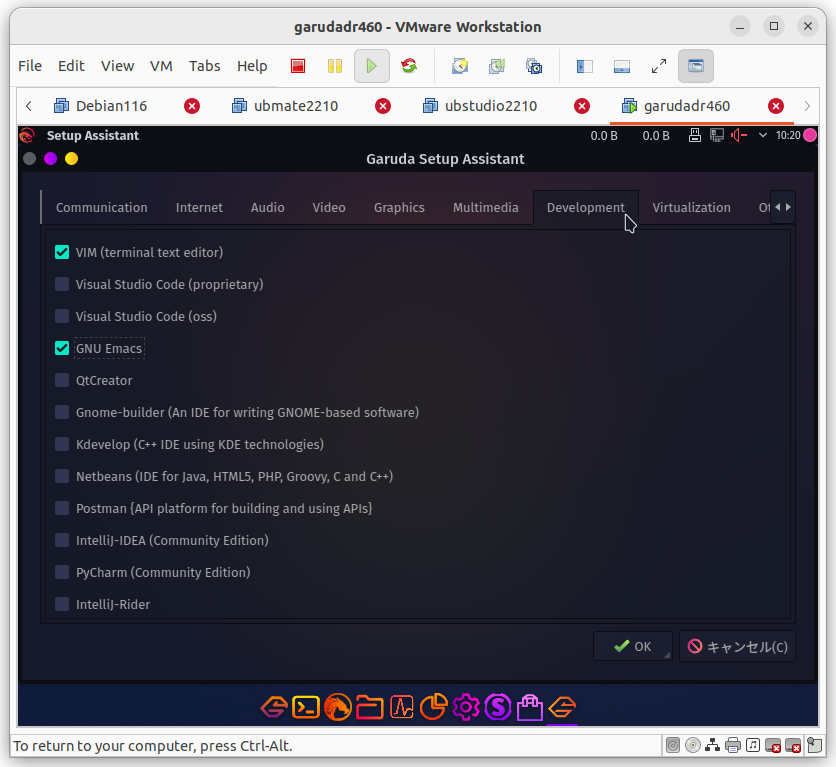 garudadr460 - VMware Workstation
File Edit View VM Tabs Help
Debian116 ubmate2210 ubstudio2210 garudadr460
Setup Assistant 0.0 B 0.0 B 10:20
Garuda Setup Assistant
Communication Internet Audio Video Graphics Multimedia Development Virtualization
VIM (terminal text editor)
Visual Studio Code (proprietary)
Visual Studio Code (oss)
GNU Emacs
QtCreator
Gnome-builder (An IDE for writing GNOME-based software)
Kdevelop (C++ IDE using KDE technologies)
Netbeans (IDE for Java, HTML5, PHP, Groovy, C and C++)
Postman {API platform for building and using APIs}
IntelliJ-IDEA (Community Edition)
PyCharm (Community Edition)
IntelliJ-Rider
OK キャンセル(C)
To return to your computer, press Ctrl-Alt.